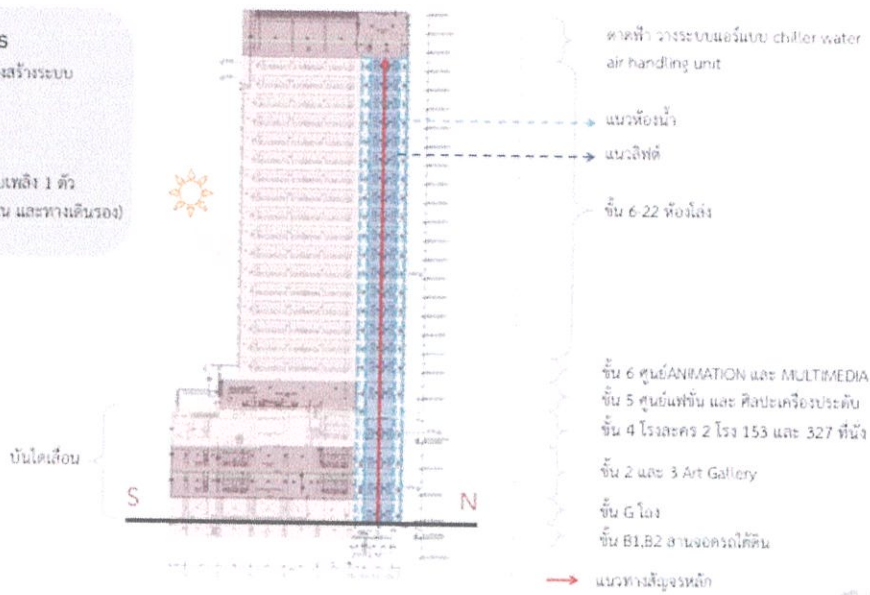 S
งสร้างระบบ
เพลิง 1 ตัว
น และทางเดินรอง)
ดาดฟ้า วางระบบแอร์แบบ chiller water
air handling unit
แนวห้องน้ำ
แนวลิฟต์
ชั้น 6-22 ห้องโล่ง
ชั้น 6 ศูนย์ANIMATION และ MULTIMEDIA
ชั้น 5 ศูนย์แฟชั่น และ ศิลปะเครื่องประดับ
ชั้น 4 โรงละคร 2 โรง 153 และ 327 ที่นั่ง
บันไดเลื่อน
ชั้น 2 และ 3 Art Gallery
S
N
ชั้น G โถง
ชั้น B1,B2 ลานจอดรถใต้ดิน
แนวทางสัญจรหลัก